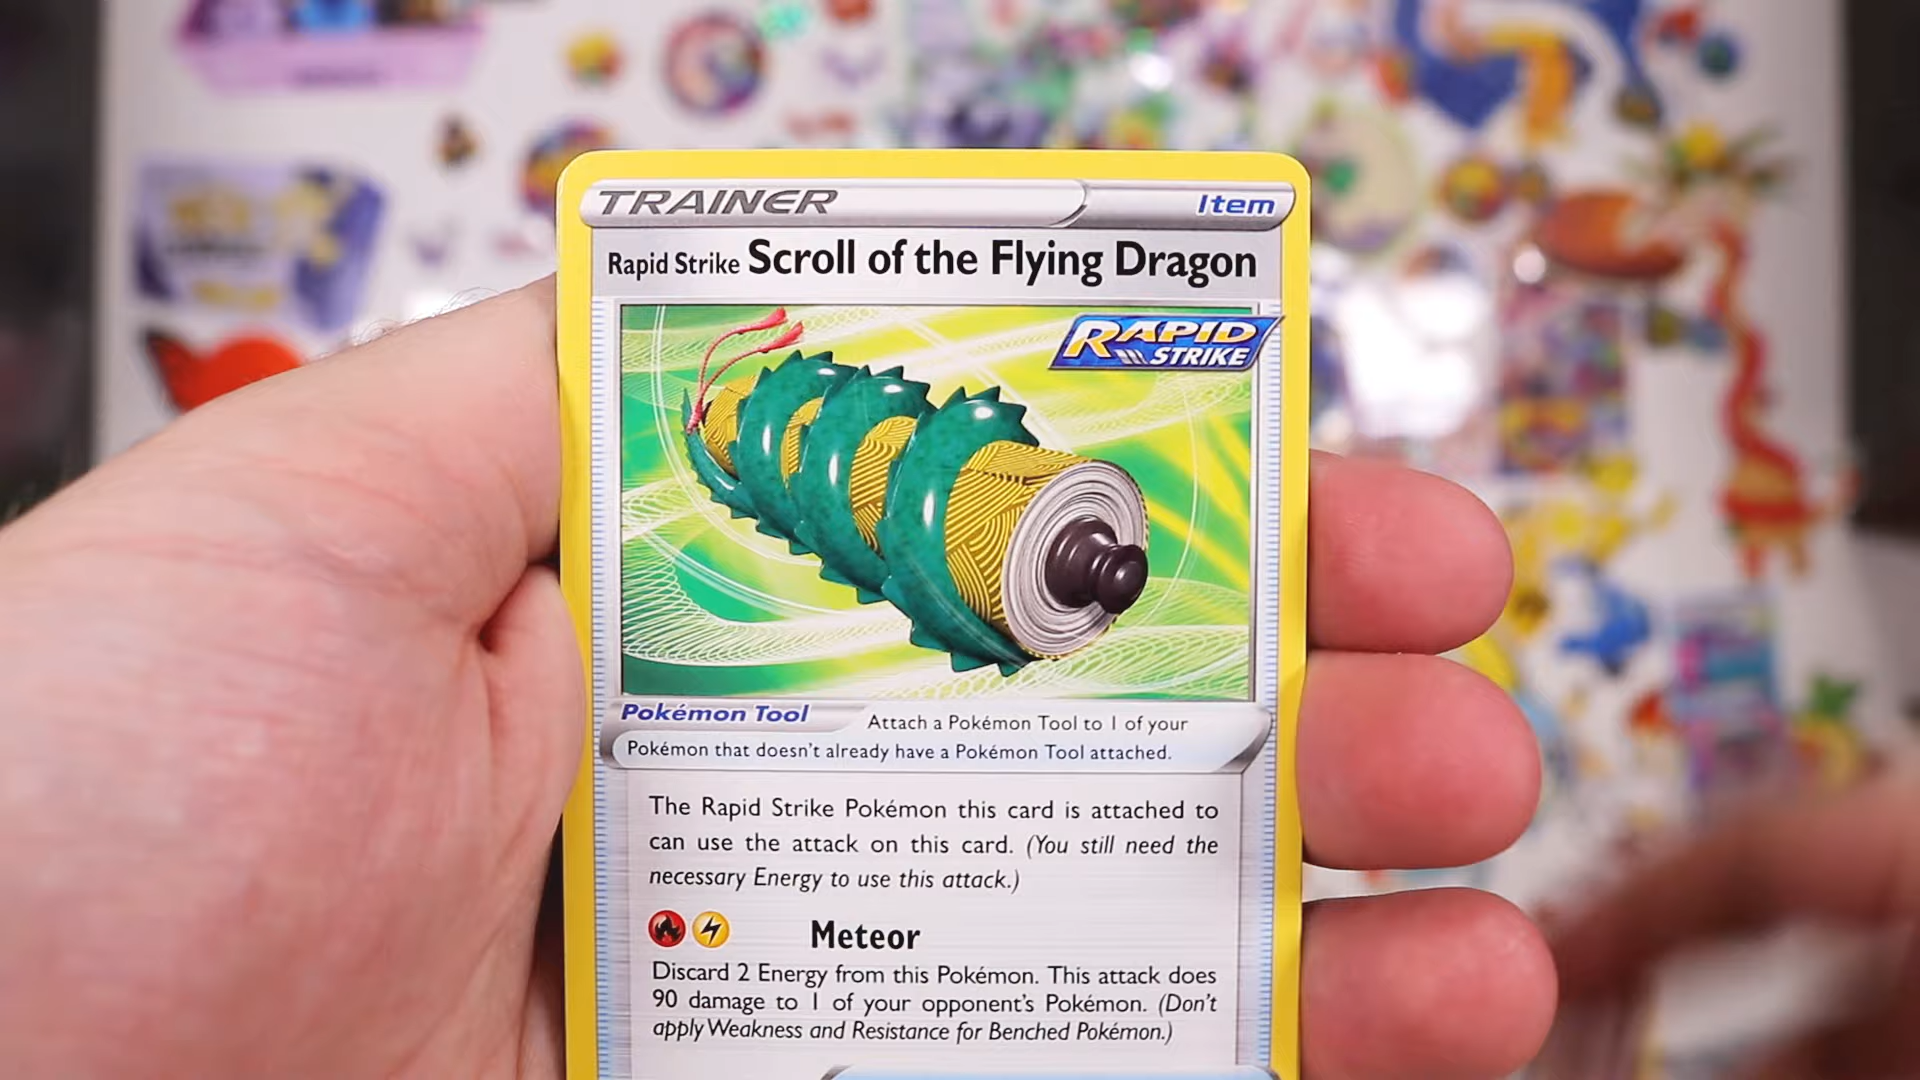 TRAINER Item
Rapid Strike Scroll of the Flying Dragon
RAPID
STRIKE
Pokémon Tool Attach a Pokémon Tool to 1 of your
Pokémon that doesn't already have a Pokémon Tool attached.
The Rapid Strike Pokémon this card is attached to
can use the attack on this card. (You still need the
necessary Energy to use this attack.)
Meteor
Discard 2 Energy from this Pokémon. This attack does
90 damage to 1 of your opponent's Pokémon. (Don't
apply Weakness and Resistance for Benched Pokémon.)